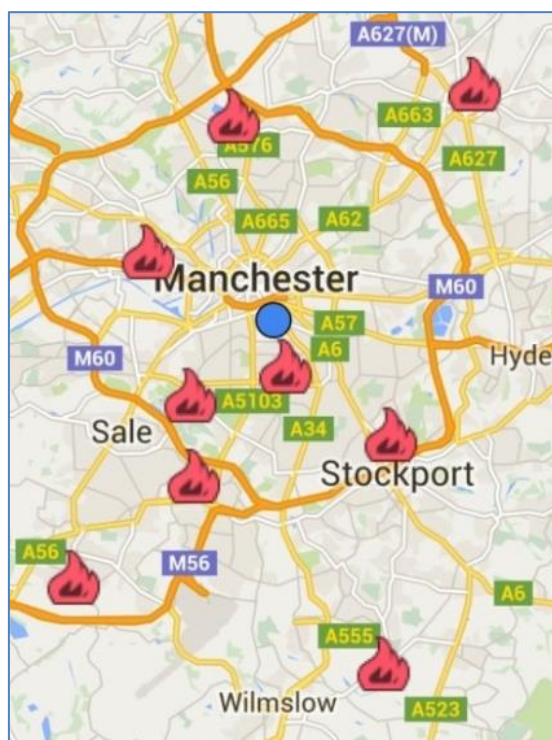 A627(M)
A663
A576
A627
A56
A665
A62
Manchester
M60
A57
A6
Hyde
M60
A5103
Sale
A34
Stockport
A56
M56
A6
A555
Wilmslow
A523